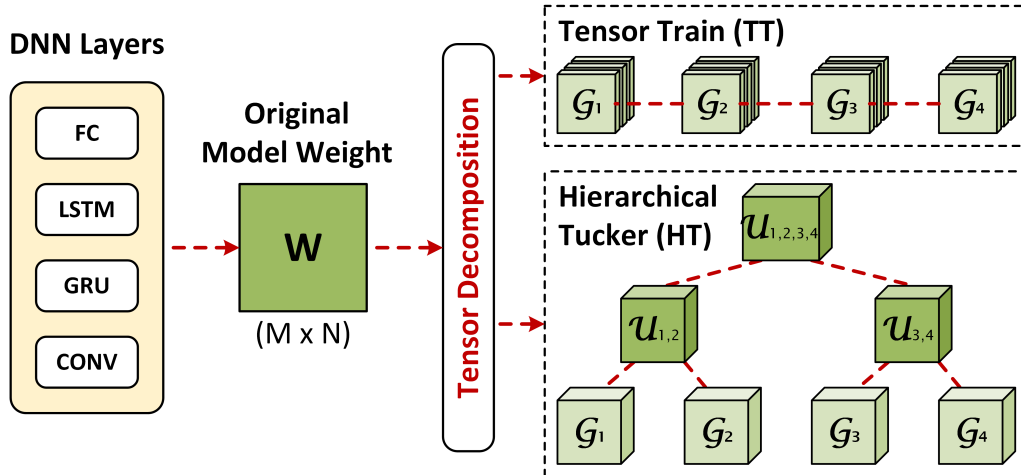 DNN Layers
FC
LSTM
GRU
CONV
Original
Model Weight
W
(M x N)
Tensor Decomposition
Tensor Train (TT)
G1
G2
G3
G4
Hierarchical
Tucker (HT)
U1,2,3,4
U1,2
U3,4
G1
G2
G3
G4